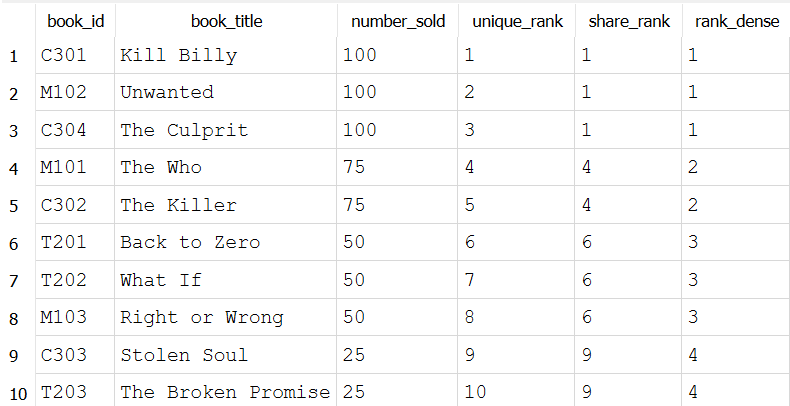 book_id book_title number_sold unique_rank share_rank rank_dense
1 C301 Kill Billy 100 1 1 1
2 M102 Unwanted 100 2 1 1
3 C304 The Culprit 100 3 1 1
4 M101 The Who 75 4 4 2
5 C302 The Killer 75 5 4 2
6 T201 Back to Zero 50 6 6 3
7 T202 What If 50 7 6 3
8 M103 Right or Wrong 50 8 6 3
9 C303 Stolen Soul 25 9 9 4
10 T203 The Broken Promise 25 10 9 4